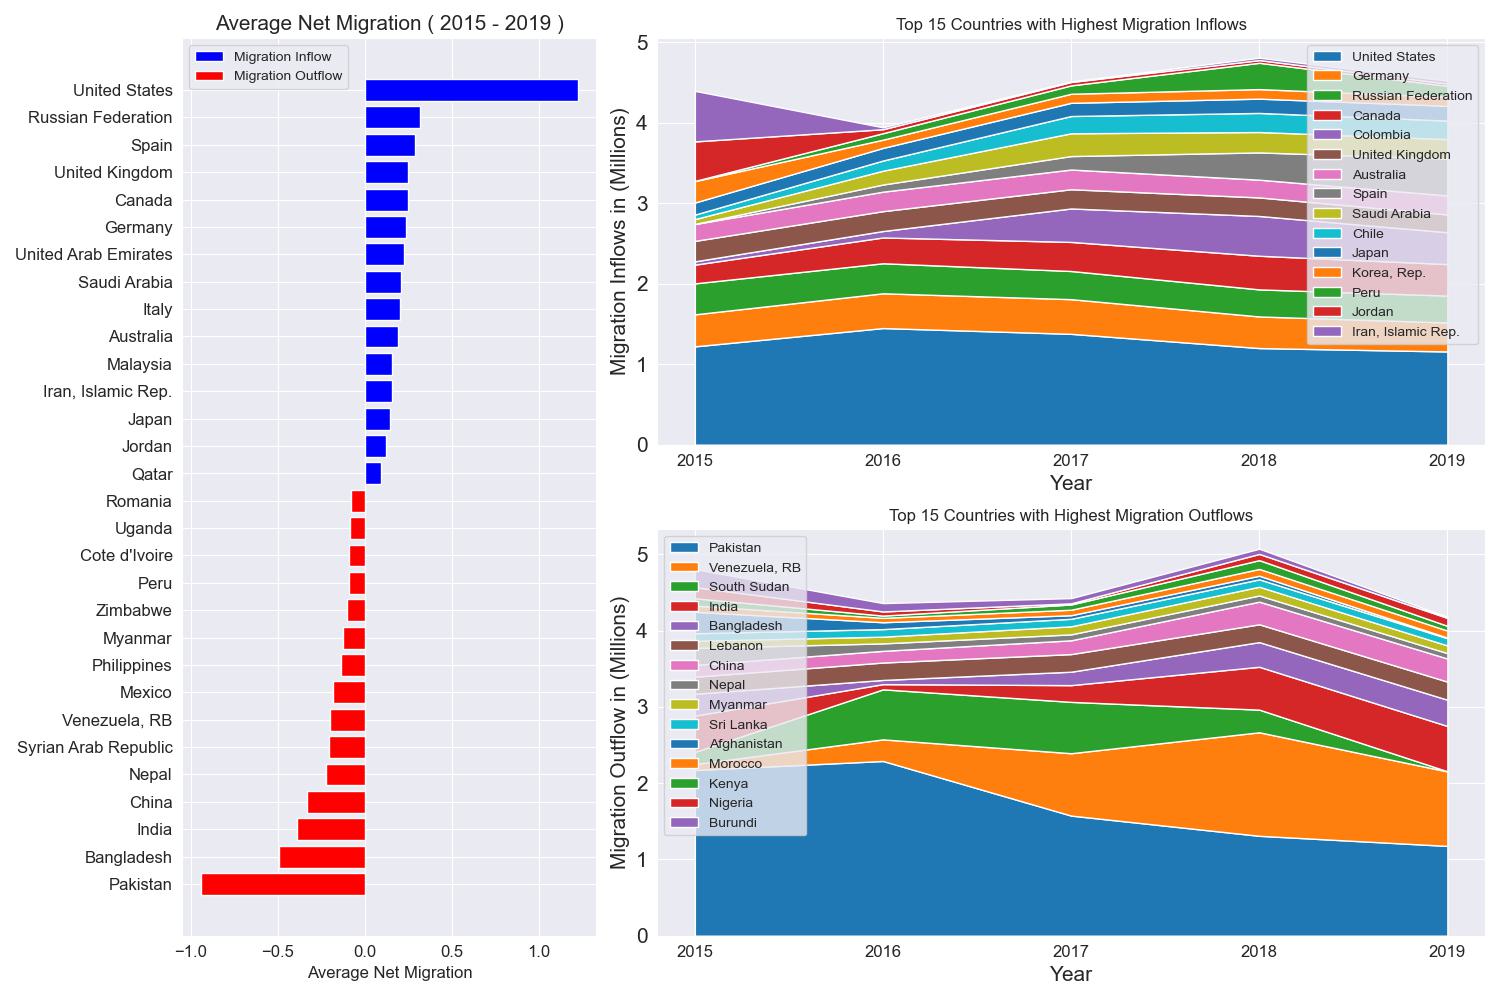 Average Net Migration ( 2015 - 2019 )
Migration Inflow
Migration Outflow
United States
Russian Federation
Spain
United Kingdom
Canada
Germany
United Arab Emirates
Saudi Arabia
Italy
Australia
Malaysia
Iran, Islamic Rep.
Japan
Jordan
Qatar
Romania
Uganda
Cote d'Ivoire
Peru
Zimbabwe
Myanmar
Philippines
Mexico
Venezuela, RB
Syrian Arab Republic
Nepal
China
India
Bangladesh
Pakistan
−1.0 −0.5 0.0 0.5 1.0
Average Net Migration
Top 15 Countries with Highest Migration Inflows
Migration Inflows in (Millions)
5
4
3
2
1
0
United States
Germany
Russian Federation
Canada
Colombia
United Kingdom
Australia
Spain
Saudi Arabia
Chile
Japan
Korea, Rep.
Peru
Jordan
Iran, Islamic Rep.
2015 2016 2017 2018 2019
Year
Top 15 Countries with Highest Migration Outflows
Migration Outflow in (Millions)
5
4
3
2
1
0
Pakistan
Venezuela, RB
South Sudan
India
Bangladesh
Lebanon
China
Nepal
Myanmar
Sri Lanka
Afghanistan
Morocco
Kenya
Nigeria
Burundi
2015 2016 2017 2018 2019
Year